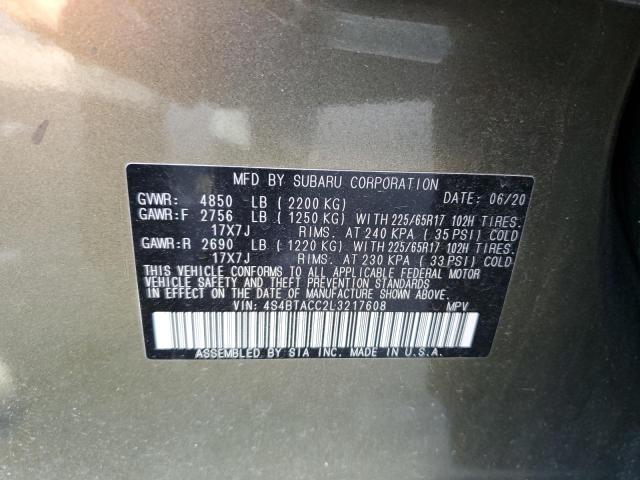 MFD BY SUBARU CORPORATION DATE: 06/20
GVWR: 4850 LB ( 2200 KG)
GAWR:F 2756 LB ( 1250 KG) WITH 225/65R17 102H TIRES.
17X7J RIMS. AT 240 KPA ( 35 PSI) COLD
GAWR:R 2690 LB ( 1220 KG) WITH 225/65R17 102H TIRES.
17X7J RIMS. AT 230 KPA ( 33 PSI) COLD
THIS VEHICLE CONFORMS TO ALL APPLICABLE FEDERAL MOTOR
VEHICLE SAFETY AND THEFT PREVENTION STANDARDS
IN EFFECT ON THE DATE OF MANUFACTURE SHOWN ABOVE.
VIN: 4S4BTACC2L3217608 MPV
ASSEMBLED BY SIA INC. MADE IN U.S.A.